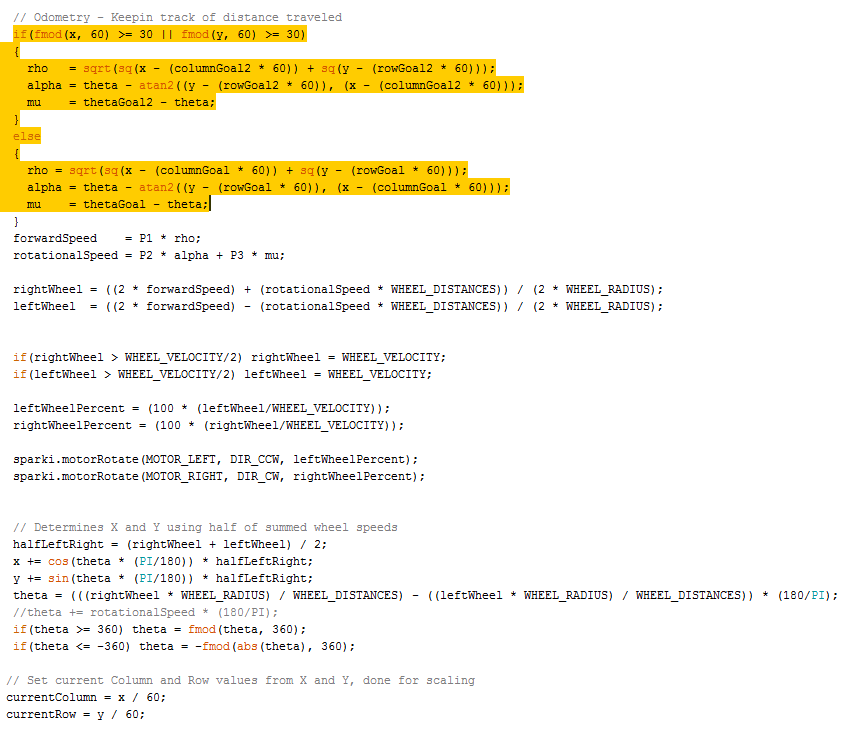 // Odometry - Keepin track of distance traveled
if(fmod(x, 60) >= 30 || fmod(y, 60) >= 30)
{
rho   = sqrt(sq(x - (columnGoal2 * 60)) + sq(y - (rowGoal2 * 60)));
alpha = theta - atan2((y - (rowGoal2 * 60)), (x - (columnGoal2 * 60)));
mu    = thetaGoal2 - theta;
}
else
{
rho = sqrt(sq(x - (columnGoal * 60)) + sq(y - (rowGoal * 60)));
alpha = theta - atan2((y - (rowGoal * 60)), (x - (columnGoal * 60)));
mu    = thetaGoal - theta;
}
forwardSpeed    = P1 * rho;
rotationalSpeed = P2 * alpha + P3 * mu;
rightWheel = ((2 * forwardSpeed) + (rotationalSpeed * WHEEL_DISTANCES)) / (2 * WHEEL_RADIUS);
leftWheel  = ((2 * forwardSpeed) - (rotationalSpeed * WHEEL_DISTANCES)) / (2 * WHEEL_RADIUS);
if(rightWheel > WHEEL_VELOCITY/2) rightWheel = WHEEL_VELOCITY;
if(leftWheel > WHEEL_VELOCITY/2) leftWheel = WHEEL_VELOCITY;
leftWheelPercent = (100 * (leftWheel/WHEEL_VELOCITY));
rightWheelPercent = (100 * (rightWheel/WHEEL_VELOCITY));
sparki.motorRotate(MOTOR_LEFT, DIR_CCW, leftWheelPercent);
sparki.motorRotate(MOTOR_RIGHT, DIR_CW, rightWheelPercent);
// Determines X and Y using half of summed wheel speeds
halfLeftRight = (rightWheel + leftWheel) / 2;
x += cos(theta * (PI/180)) * halfLeftRight;
y += sin(theta * (PI/180)) * halfLeftRight;
theta = (((rightWheel * WHEEL_RADIUS) / WHEEL_DISTANCES) - ((leftWheel * WHEEL_RADIUS) / WHEEL_DISTANCES)) * (180/PI);
//theta += rotationalSpeed * (180/PI);
if(theta >= 360) theta = fmod(theta, 360);
if(theta <= -360) theta = -fmod(abs(theta), 360);
// Set current Column and Row values from X and Y, done for scaling
currentColumn = x / 60;
currentRow = y / 60;